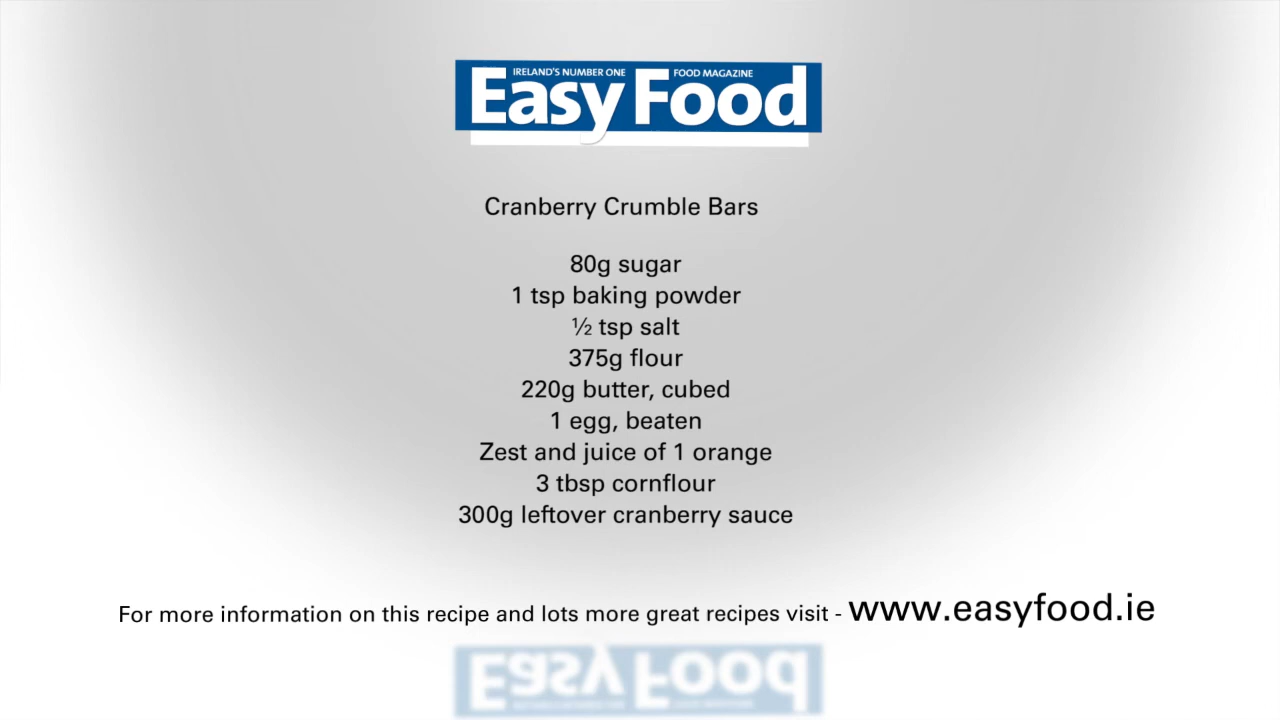 IRELAND'S NUMBER ONE FOOD MAGAZINE
Easy Food
Cranberry Crumble Bars
80g sugar
1 tsp baking powder
½ tsp salt
375g flour
220g butter, cubed
1 egg, beaten
Zest and juice of 1 orange
3 tbsp cornflour
300g leftover cranberry sauce
For more information on this recipe and lots more great recipes visit - www.easyfood.ie
Easy Food